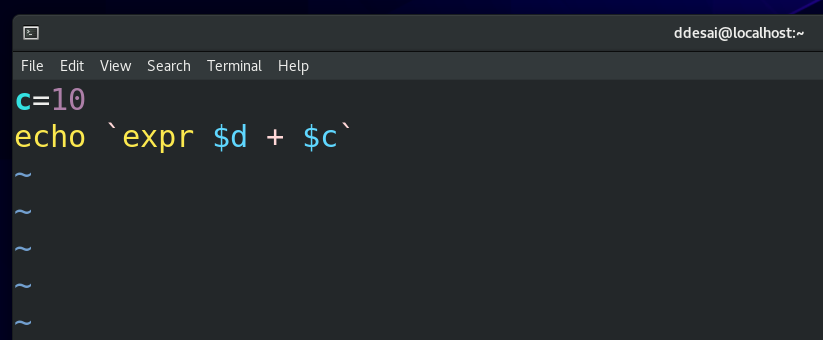 ddesai@localhost:~
File Edit View Search Terminal Help
c=10
echo `expr $d + $c`
~
~
~
~
~